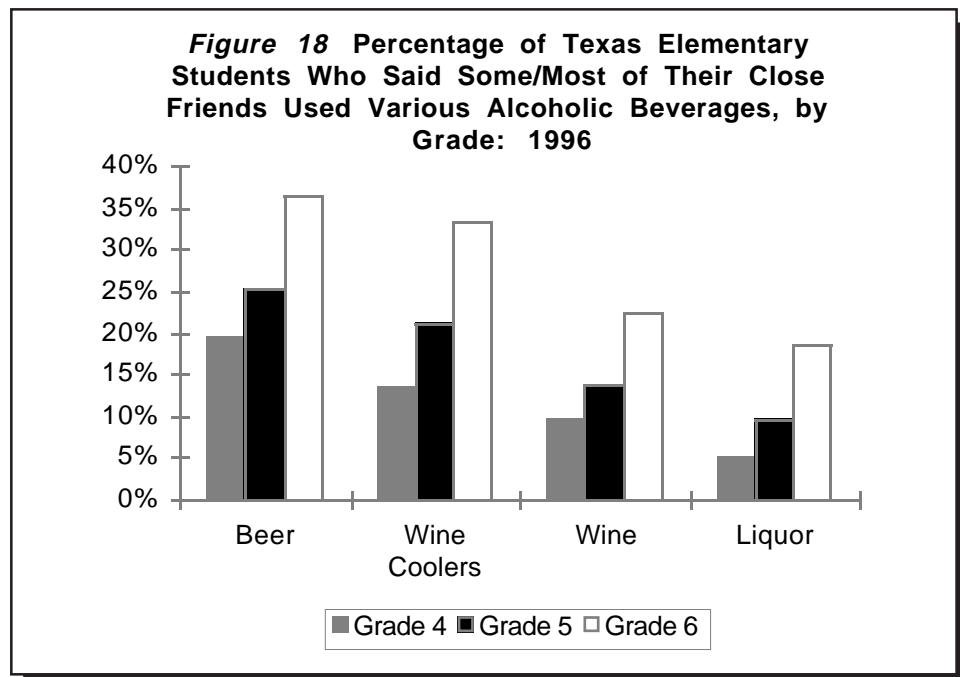 Figure 18 Percentage of Texas Elementary
Students Who Said Some/Most of Their Close
Friends Used Various Alcoholic Beverages, by
Grade: 1996
40%
35%
30%
25%
20%
15%
10%
5%
0%
Beer
Wine
Coolers
Wine
Liquor
Grade 4 Grade 5 Grade 6